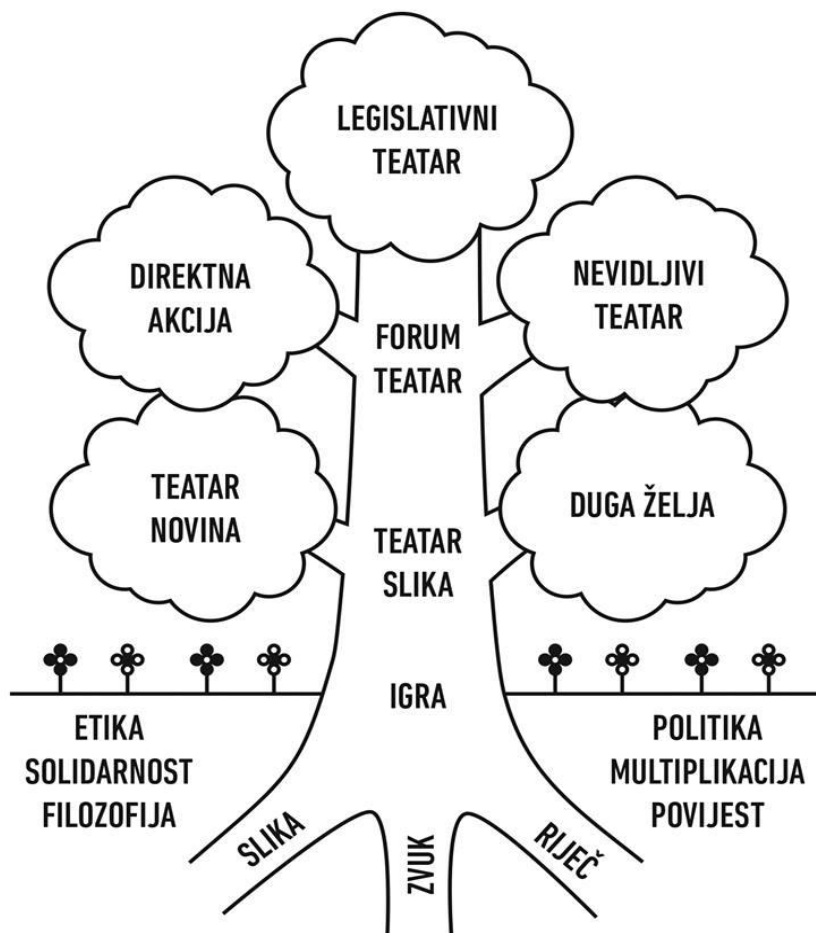 LEGISLATIVNI
TEATAR
DIREKTNA
AKCIJA
NEVIDLJIVI
TEATAR
FORUM
TEATAR
TEATAR
NOVINA
DUGA ŽELJA
TEATAR
SLIKA
IGRA
ETIKA
SOLIDARNOST
FILOZOFIJA
POLITIKA
MULTIPLIKACIJA
POVIJEST
SLIKA
ZVUK
RIJEČ